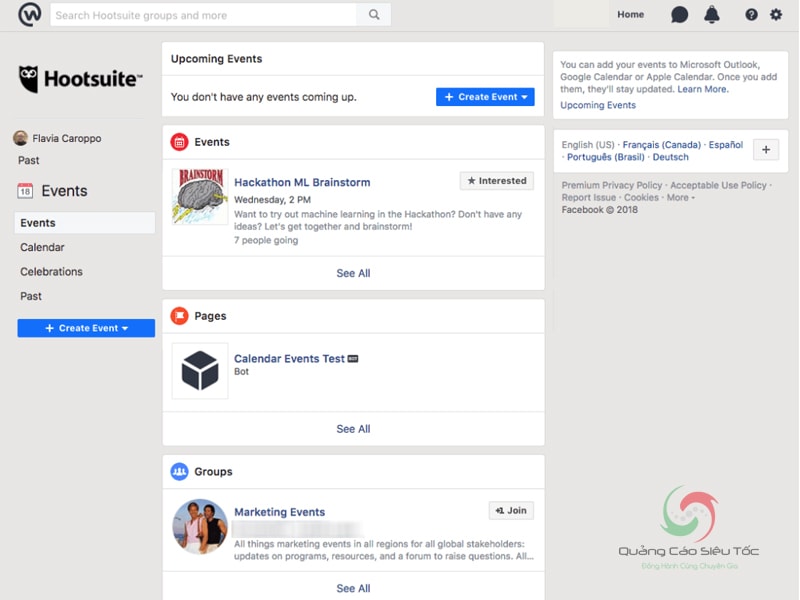 Search Hootsuite groups and more
Home
Hootsuite™
Flavia Caroppo
Past
18 Events
Events
Calendar
Celebrations
Past
+ Create Event
Upcoming Events
You don't have any events coming up.
+ Create Event
Events
BRAINSTORM
Hackathon ML Brainstorm
★ Interested
Wednesday, 2 PM
Want to try out machine learning in the Hackathon? Don't have any
ideas? Let's get together and brainstorm!
7 people going
See All
Pages
Calendar Events Test BOT
Bot
See All
Groups
Marketing Events
Join
All things marketing events in all regions for all global stakeholders:
updates on programs, resources, and a forum to raise questions. All...
See All
You can add your events to Microsoft Outlook,
Google Calendar or Apple Calendar. Once you add
them, they'll stay updated. Learn More.
Upcoming Events
English (US) · Français (Canada) · Español
· Português (Brasil) · Deutsch
+
Premium Privacy Policy · Acceptable Use Policy ·
Report Issue · Cookies · More
Facebook © 2018
Quảng Cáo Siêu Tốc
Đồng Hành Cùng Chuyên Gia